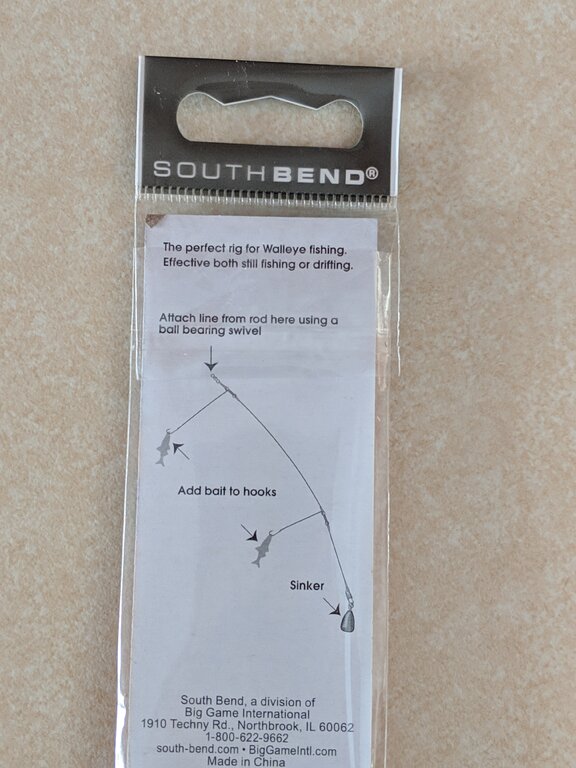 SOUTHBEND®
The perfect rig for Walleye fishing.
Effective both still fishing or drifting.
Attach line from rod here using a
ball bearing swivel
Add bait to hooks
Sinker
South Bend, a division of
Big Game International
1910 Techny Rd., Northbrook, IL 60062
1-800-622-9662
south-bend.com • BigGameIntl.com
Made in China